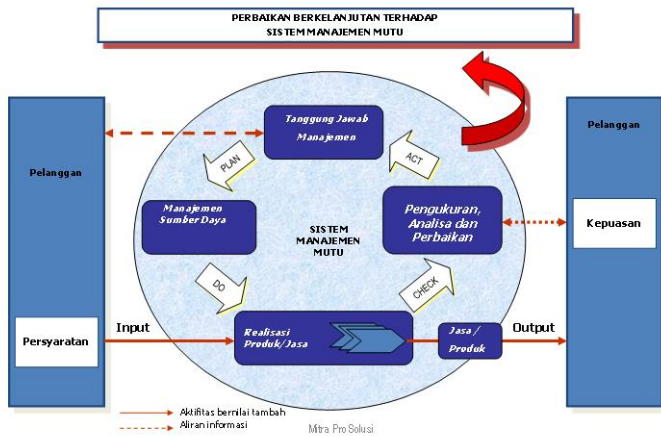 PERBAIKAN BERKELANJUTAN TERHADAP
SISTEM MANAJEMEN MUTU
Pelanggan
Persyaratan
Tanggung Jawab
Manajemen
PLAN
ACT
Manajemen
Sumber Daya
SISTEM
MANAJEMEN
MUTU
Pengukuran,
Analisa dan
Perbaikan
DO
CHECK
Pelanggan
Kepuasan
Input
Realisasi
Produk/Jasa
Jasa /
Produk
Output
Aktifitas bernilai tambah
Aliran informasi
Mitra Pro Solusi